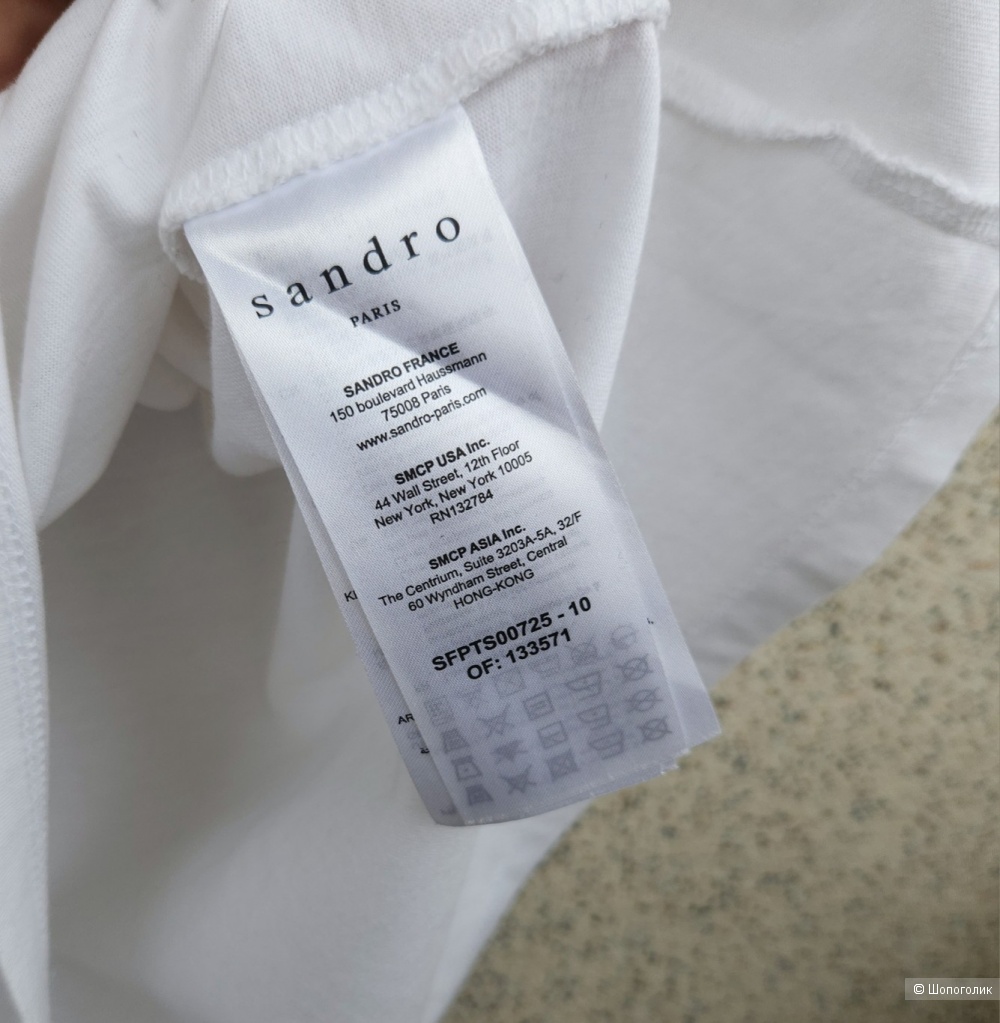 sandro
PARIS
SANDRO FRANCE
150 boulevard Haussmann
75008 Paris
www.sandro-paris.com
SMCP USA Inc.
44 Wall Street, 12th Floor
New York, New York 10005
RN132784
SMCP ASIA Inc.
The Centrium, Suite 3203A-5A, 32/F
60 Wyndham Street, Central
HONG-KONG
SFPTS00725 - 10
OF: 133571
AR
© Шопоголик